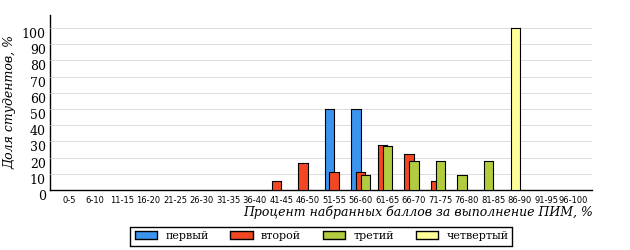 Доля студентов, %
100
90
80
70
60
50
40
30
20
10
0
0-5 6-10 11-15 16-20 21-25 26-30 31-35 36-40 41-45 46-50 51-55 56-60 61-65 66-70 71-75 76-80 81-85 86-90 91-95 96-100
Процент набранных баллов за выполнение ПИМ, %
первый второй третий четвертый